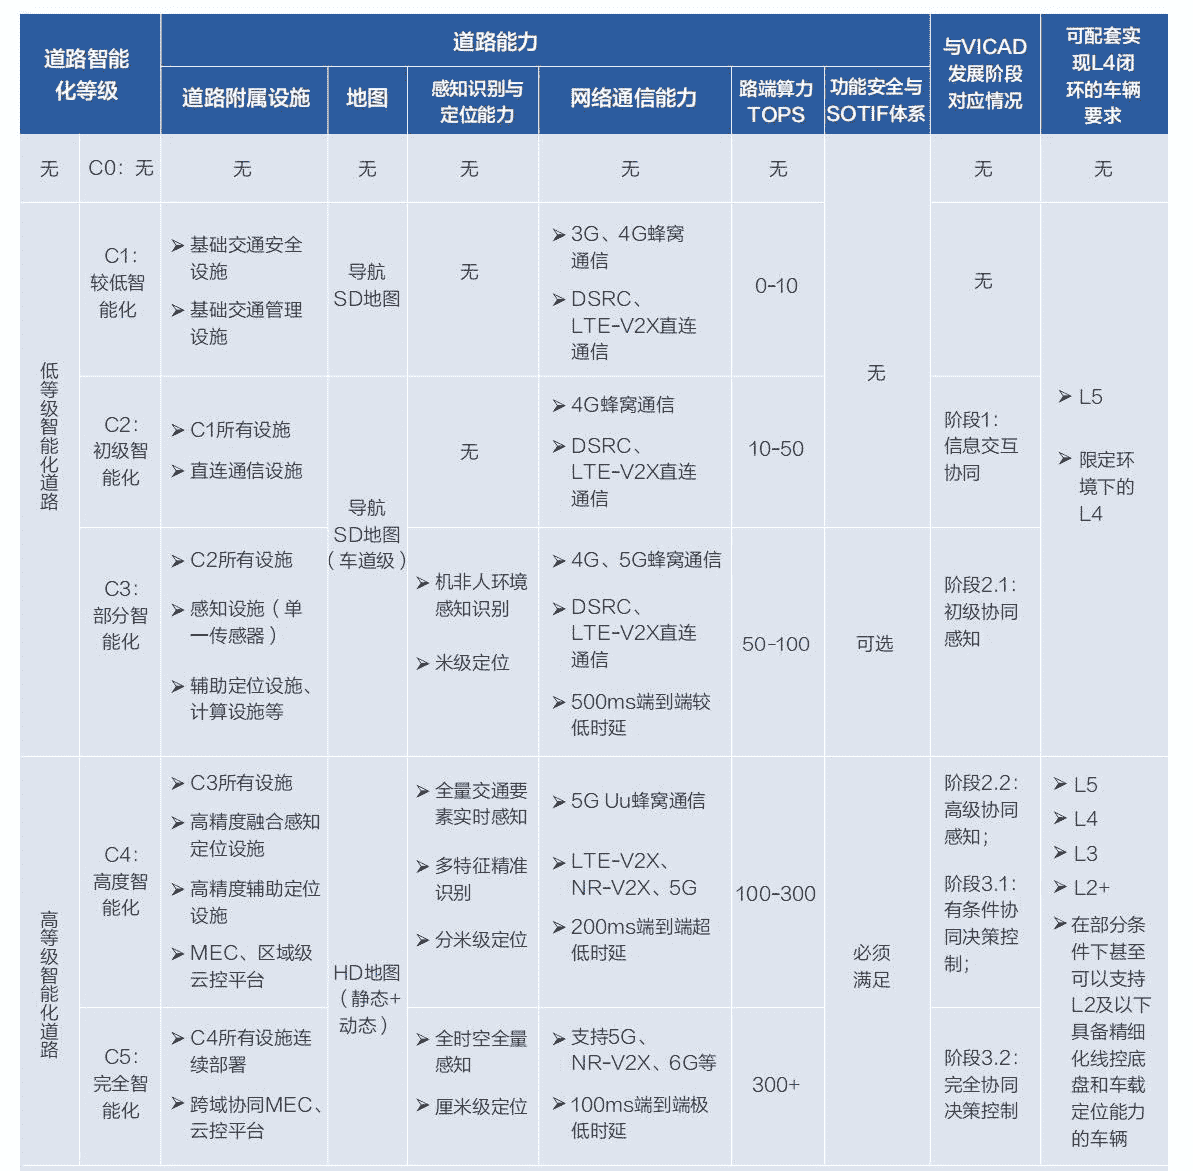 道路智能
化等级
道路能力
与VICAD
发展阶段
对应情况
可配套实
现L4闭
环的车辆
要求
道路附属设施
地图
感知识别与
定位能力
网络通信能力
路端算力
TOPS
功能安全与
SOTIF体系
无
C0：无
无
无
无
无
无
无
无
低等级智能化道路
C1：
较低智
能化
➢ 基础交通安全
设施
➢ 基础交通管理
设施
导航
SD地图
无
➢ 3G、4G蜂窝
通信
➢ DSRC、
LTE-V2X直连
通信
0-10
无
无
➢ L5
➢ 限定环
境下的
L4
C2：
初级智
能化
➢ C1所有设施
➢ 直连通信设施
导航
SD地图
（车道级）
无
➢ 4G蜂窝通信
➢ DSRC、
LTE-V2X直连
通信
10-50
阶段1：
信息交互
协同
C3：
部分智
能化
➢ C2所有设施
➢ 感知设施（单
一传感器）
➢ 辅助定位设施、
计算设施等
➢ 机非人环境
感知识别
➢ 米级定位
➢ 4G、5G蜂窝通信
➢ DSRC、
LTE-V2X直连
通信
➢ 500ms端到端较
低时延
50-100
可选
阶段2.1：
初级协同
感知
高等级智能化道路
C4：
高度智
能化
➢ C3所有设施
➢ 高精度融合感知
定位设施
➢ 高精度辅助定位
设施
➢ MEC、区域级
云控平台
HD地图
（静态+
动态）
➢ 全量交通要
素实时感知
➢ 多特征精准
识别
➢ 分米级定位
➢ 5G Uu蜂窝通信
➢ LTE-V2X、
NR-V2X、5G
➢ 200ms端到端超
低时延
100-300
必须
满足
阶段2.2：
高级协同
感知；
阶段3.1：
有条件协
同决策控
制；
➢ L5
➢ L4
➢ L3
➢ L2+
➢ 在部分条
件下甚至
可以支持
L2及以下
具备精细
化线控底
盘和车载
定位能力
的车辆
C5：
完全智
能化
➢ C4所有设施连
续部署
➢ 跨域协同MEC、
云控平台
➢ 全时空全量
感知
➢ 厘米级定位
➢ 支持5G、
NR-V2X、6G等
➢ 100ms端到端极
低时延
300+
阶段3.2：
完全协同
决策控制